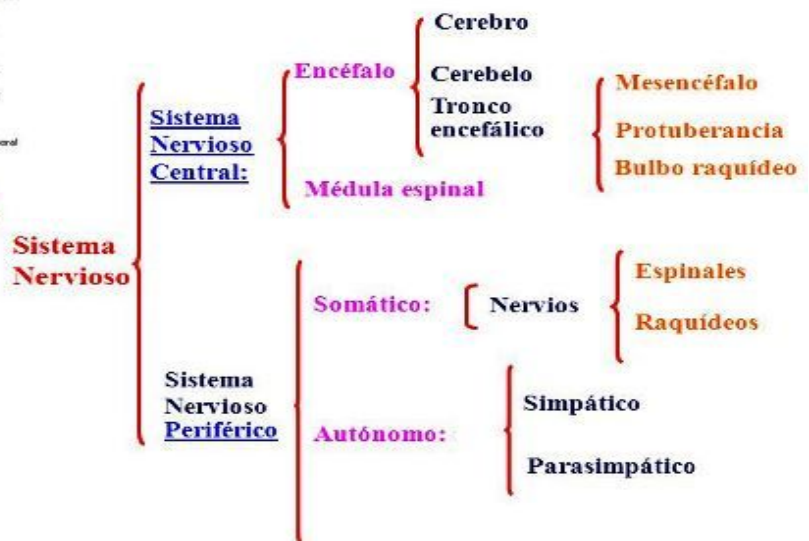 Sistema
Nervioso
Sistema
Nervioso
Central:
Encéfalo
Cerebro
Cerebelo
Tronco
encefálico
Mesencéfalo
Protuberancia
Bulbo raquídeo
Médula espinal
Sistema
Nervioso
Periférico
Somático:
Nervios
Espinales
Raquídeos
Autónomo:
Simpático
Parasimpático